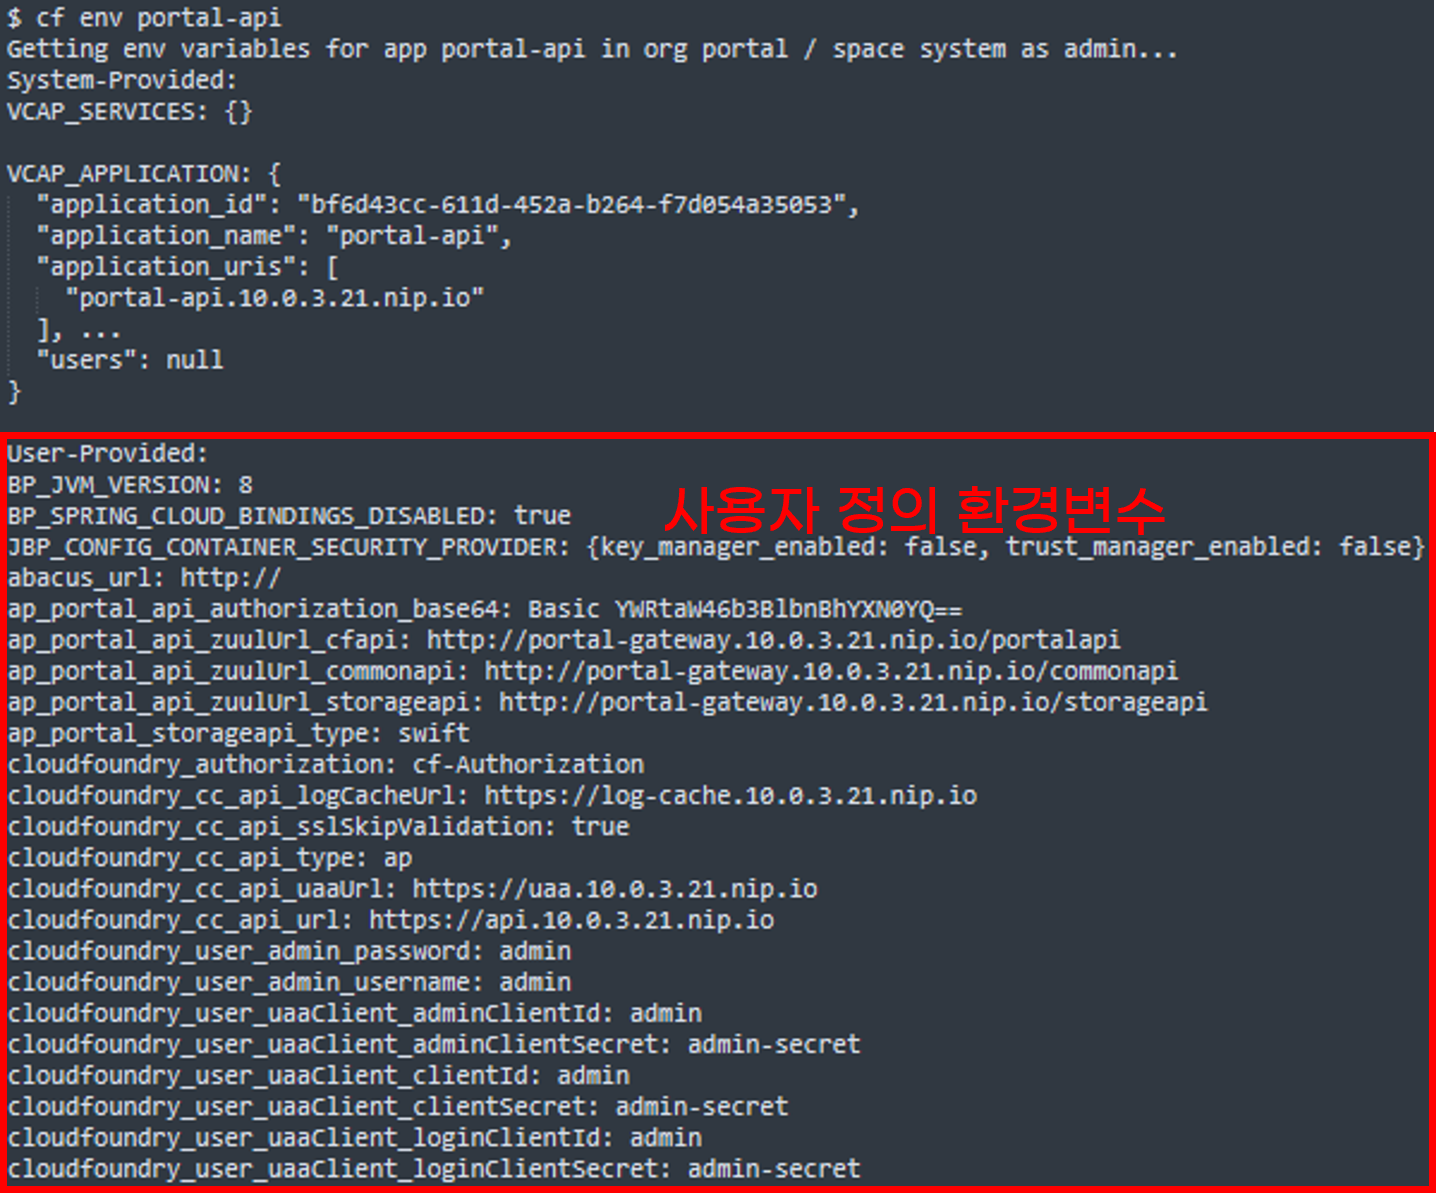 $ cf env portal-api
Getting env variables for app portal-api in org portal / space system as admin...
System-Provided:
VCAP_SERVICES: {}
VCAP_APPLICATION: {
"application_id": "bf6d43cc-611d-452a-b264-f7d054a35053",
"application_name": "portal-api",
"application_uris": [
"portal-api.10.0.3.21.nip.io"
], ...
"users": null
}
User-Provided:
BP_JVM_VERSION: 8
사용자 정의 환경변수
BP_SPRING_CLOUD_BINDINGS_DISABLED: true
JBP_CONFIG_CONTAINER_SECURITY_PROVIDER: {key_manager_enabled: false, trust_manager_enabled: false}
abacus_url: http://
ap_portal_api_authorization_base64: Basic YWRtaW46b3BlbnBhYXN0YQ==
ap_portal_api_zuulUrl_cfapi: http://portal-gateway.10.0.3.21.nip.io/portalapi
ap_portal_api_zuulUrl_commonapi: http://portal-gateway.10.0.3.21.nip.io/commonapi
ap_portal_api_zuulUrl_storageapi: http://portal-gateway.10.0.3.21.nip.io/storageapi
ap_portal_storageapi_type: swift
cloudfoundry_authorization: cf-Authorization
cloudfoundry_cc_api_logCacheUrl: https://log-cache.10.0.3.21.nip.io
cloudfoundry_cc_api_sslSkipValidation: true
cloudfoundry_cc_api_type: ap
cloudfoundry_cc_api_uaaUrl: https://uaa.10.0.3.21.nip.io
cloudfoundry_cc_api_url: https://api.10.0.3.21.nip.io
cloudfoundry_user_admin_password: admin
cloudfoundry_user_admin_username: admin
cloudfoundry_user_uaaClient_adminClientId: admin
cloudfoundry_user_uaaClient_adminClientSecret: admin-secret
cloudfoundry_user_uaaClient_clientId: admin
cloudfoundry_user_uaaClient_clientSecret: admin-secret
cloudfoundry_user_uaaClient_loginClientId: admin
cloudfoundry_user_uaaClient_loginClientSecret: admin-secret